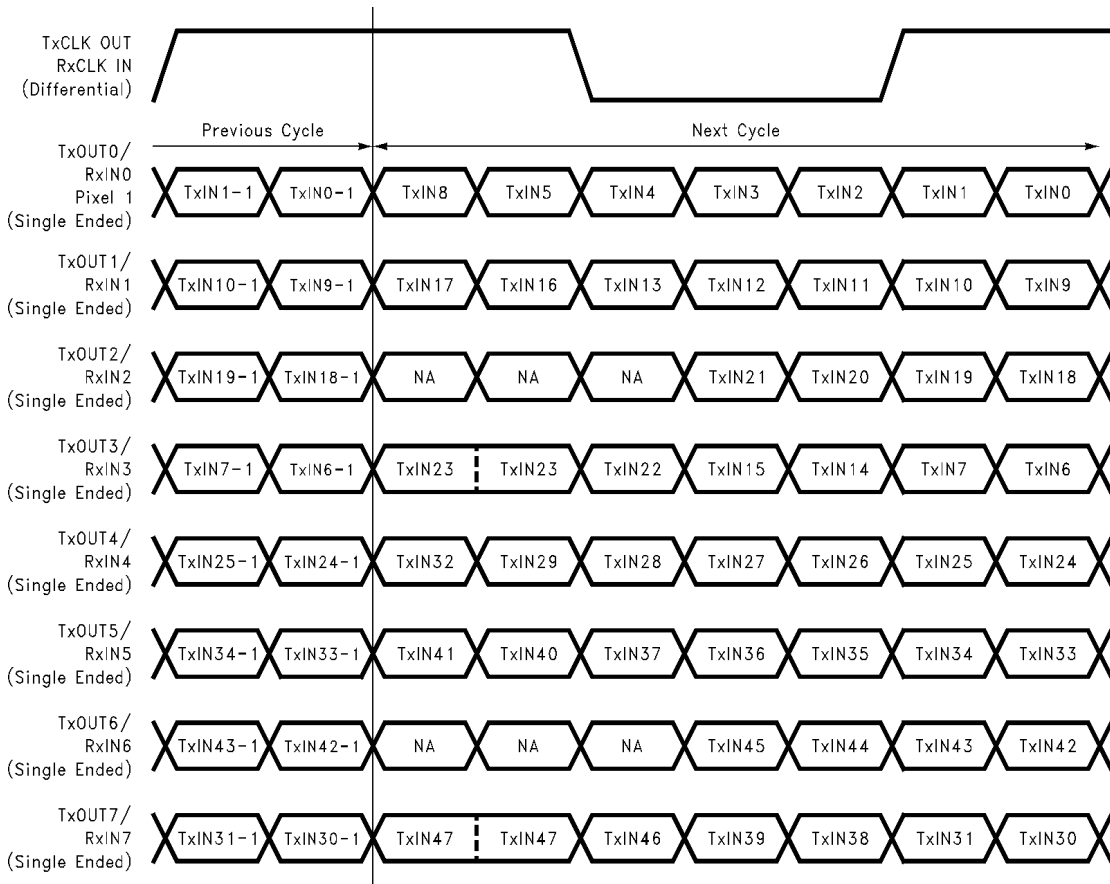 TxCLK OUT
RxCLK IN
(Differential)
Previous Cycle
Next Cycle
TxOUT0/
RxIN0
Pixel 1
(Single Ended)
TxIN1-1 TxIN0-1 TxIN8 TxIN5 TxIN4 TxIN3 TxIN2 TxIN1 TxIN0
TxOUT1/
RxIN1
(Single Ended)
TxIN10-1 TxIN9-1 TxIN17 TxIN16 TxIN13 TxIN12 TxIN11 TxIN10 TxIN9
TxOUT2/
RxIN2
(Single Ended)
TxIN19-1 TxIN18-1 NA NA NA TxIN21 TxIN20 TxIN19 TxIN18
TxOUT3/
RxIN3
(Single Ended)
TxIN7-1 TxIN6-1 TxIN23 TxIN23 TxIN22 TxIN15 TxIN14 TxIN7 TxIN6
TxOUT4/
RxIN4
(Single Ended)
TxIN25-1 TxIN24-1 TxIN32 TxIN29 TxIN28 TxIN27 TxIN26 TxIN25 TxIN24
TxOUT5/
RxIN5
(Single Ended)
TxIN34-1 TxIN33-1 TxIN41 TxIN40 TxIN37 TxIN36 TxIN35 TxIN34 TxIN33
TxOUT6/
RxIN6
(Single Ended)
TxIN43-1 TxIN42-1 NA NA NA TxIN45 TxIN44 TxIN43 TxIN42
TxOUT7/
RxIN7
(Single Ended)
TxIN31-1 TxIN30-1 TxIN47 TxIN47 TxIN46 TxIN39 TxIN38 TxIN31 TxIN30